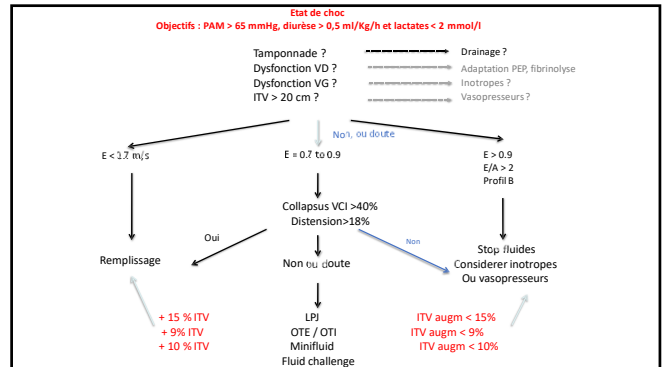 Etat de choc
Objectifs : PAM > 65 mmHg, diurèse > 0,5 ml/Kg/h et lactates < 2 mmol/l
Tamponnade ? Drainage ?
Dysfonction VD ? Adaptation PEP, fibrinolyse
Dysfonction VG ? Inotropes ?
ITV > 20 cm ? Vasopresseurs ?
Non, ou doute
E < 0.7 m/s E = 0.7 to 0.9 E > 0.9
E/A > 2
Profil B
Collapsus VCI >40%
Distension>18%
Oui
Non
Remplissage
Non ou doute
Stop fluides
Considerer inotropes
Ou vasopresseurs
+ 15 % ITV
+ 9% ITV
+ 10 % ITV
LPJ
OTE / OTI
Minifluid
Fluid challenge
ITV augm < 15%
ITV augm < 9%
ITV augm < 10%